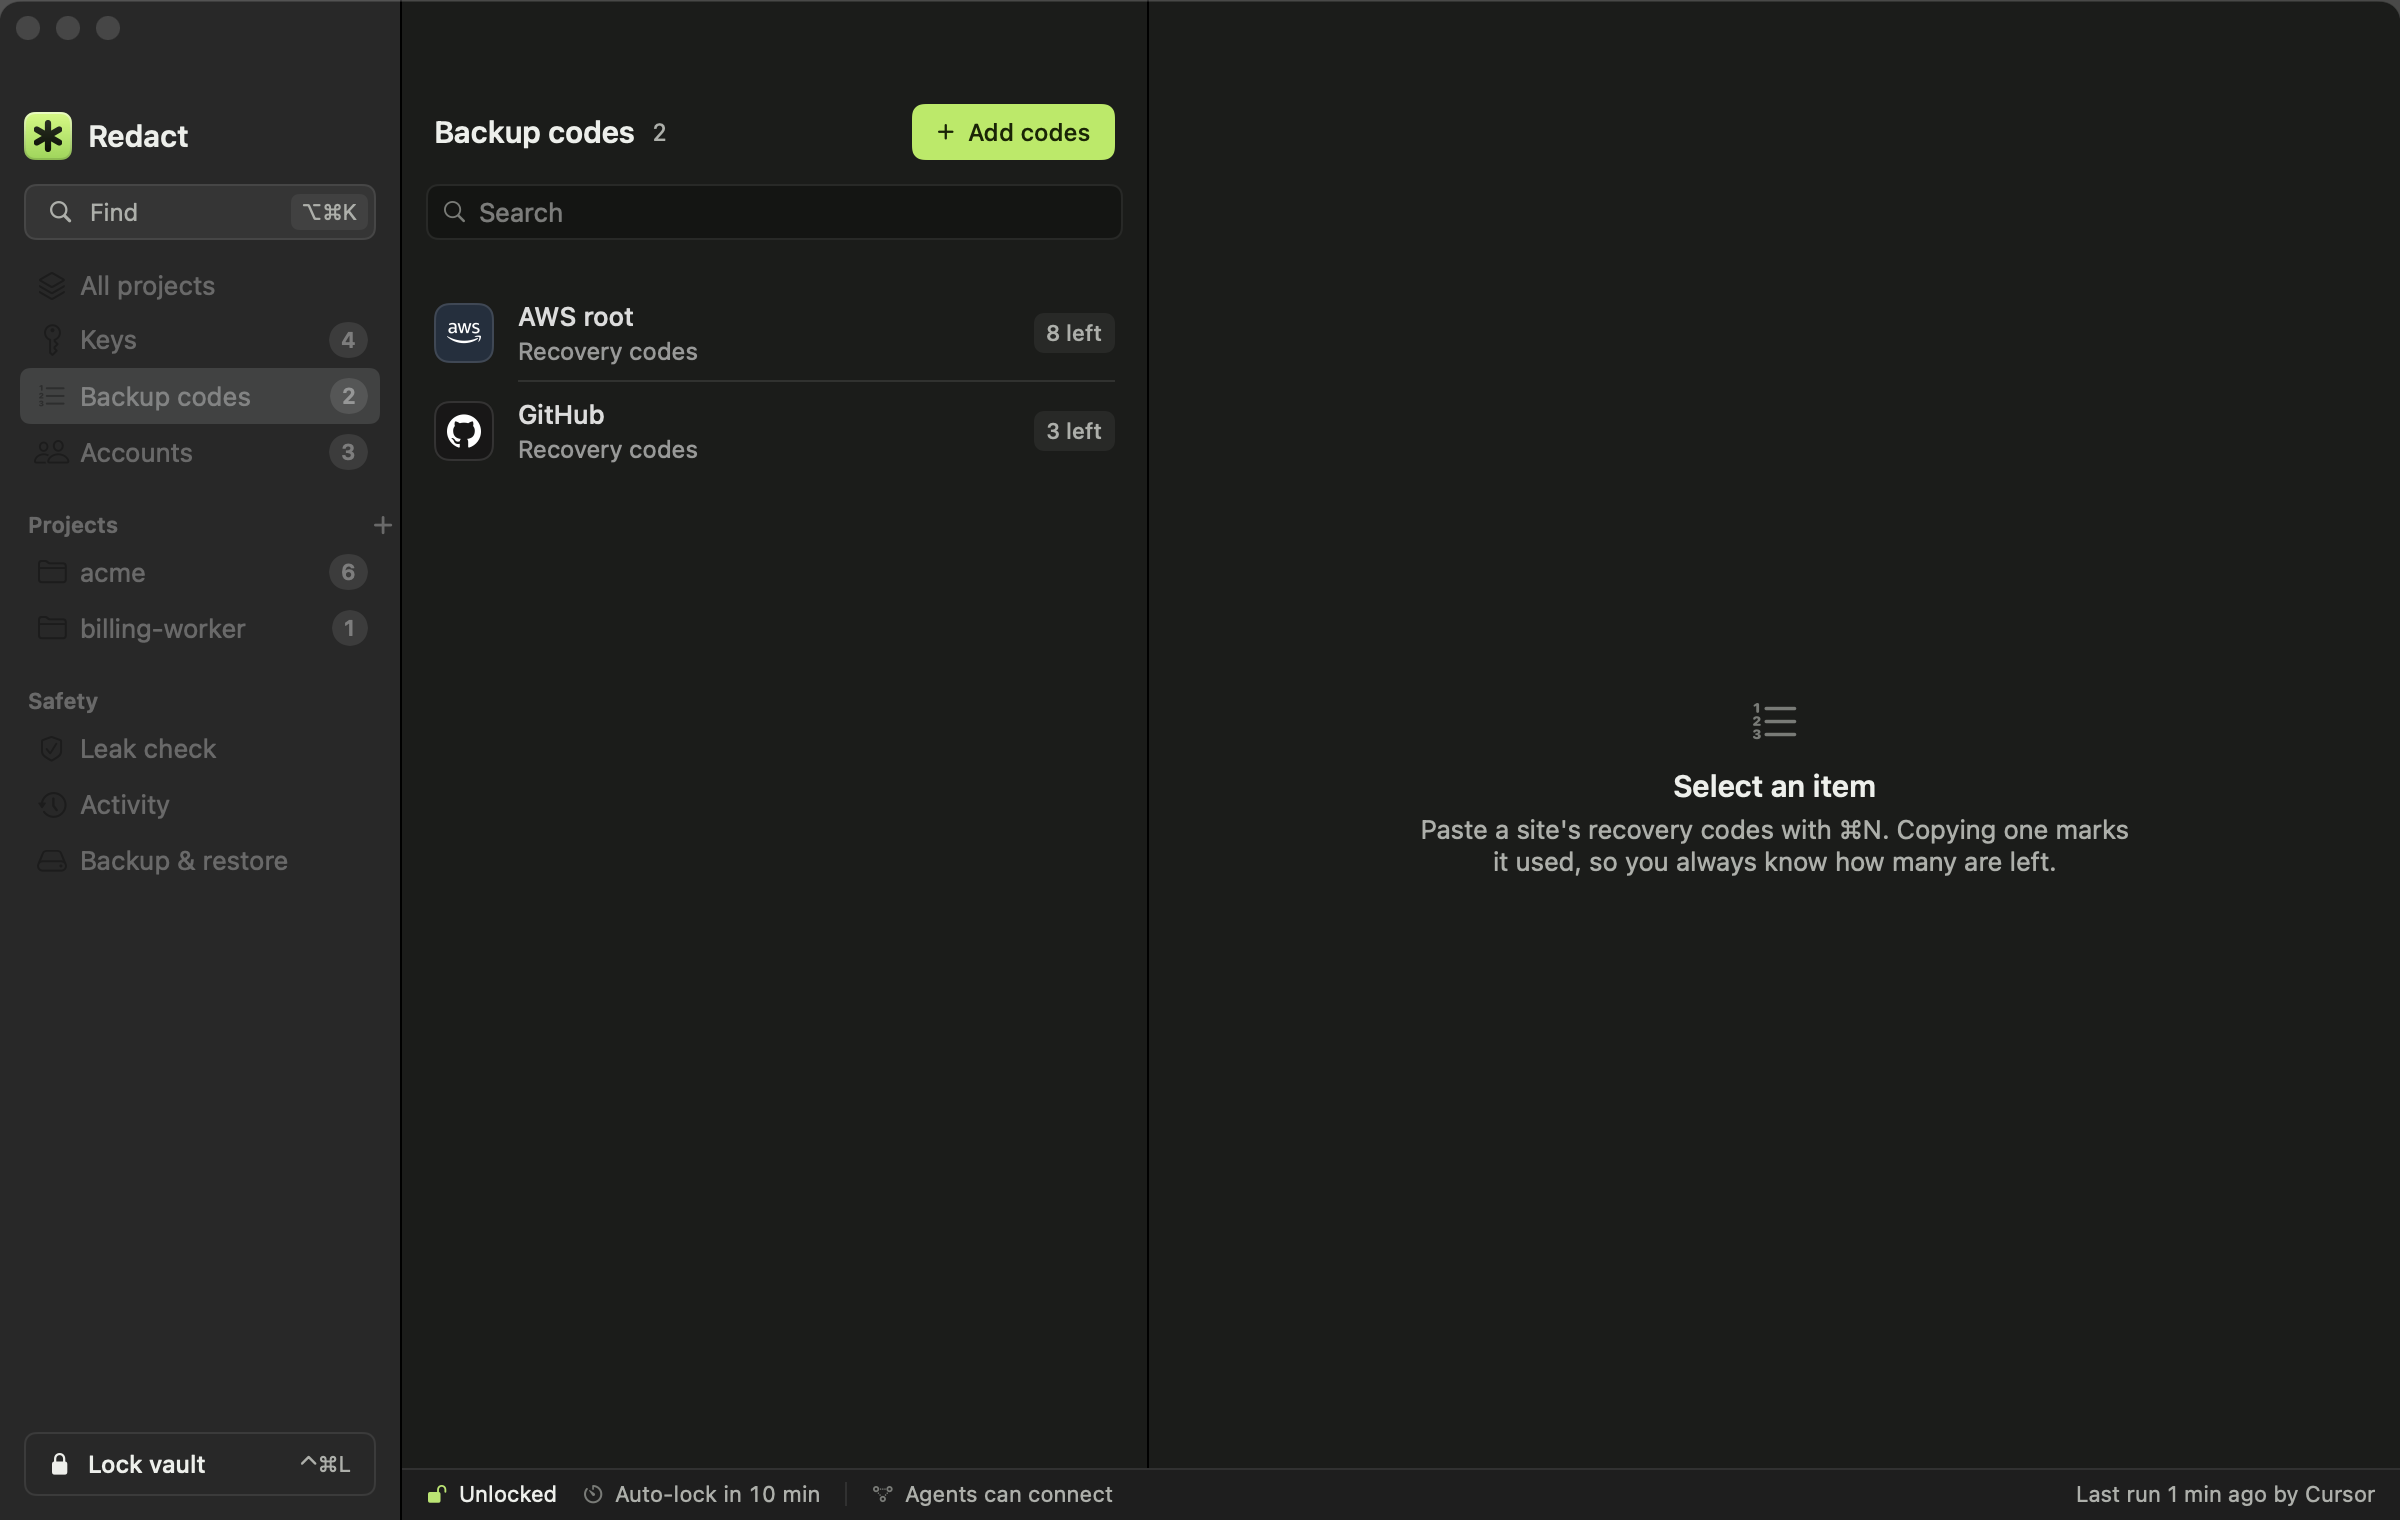 Redact
Find ⌥⌘K
All projects
Keys 4
Backup codes 2
Accounts 3
Projects +
acme 6
billing-worker 1
Safety
Leak check
Activity
Backup & restore
Lock vault ^⌘L
Backup codes 2
+ Add codes
Search
aws
AWS root
Recovery codes
8 left
GitHub
Recovery codes
3 left
1
2
3
Select an item
Paste a site's recovery codes with ⌘N. Copying one marks
it used, so you always know how many are left.
Unlocked Auto-lock in 10 min Agents can connect Last run 1 min ago by Cursor